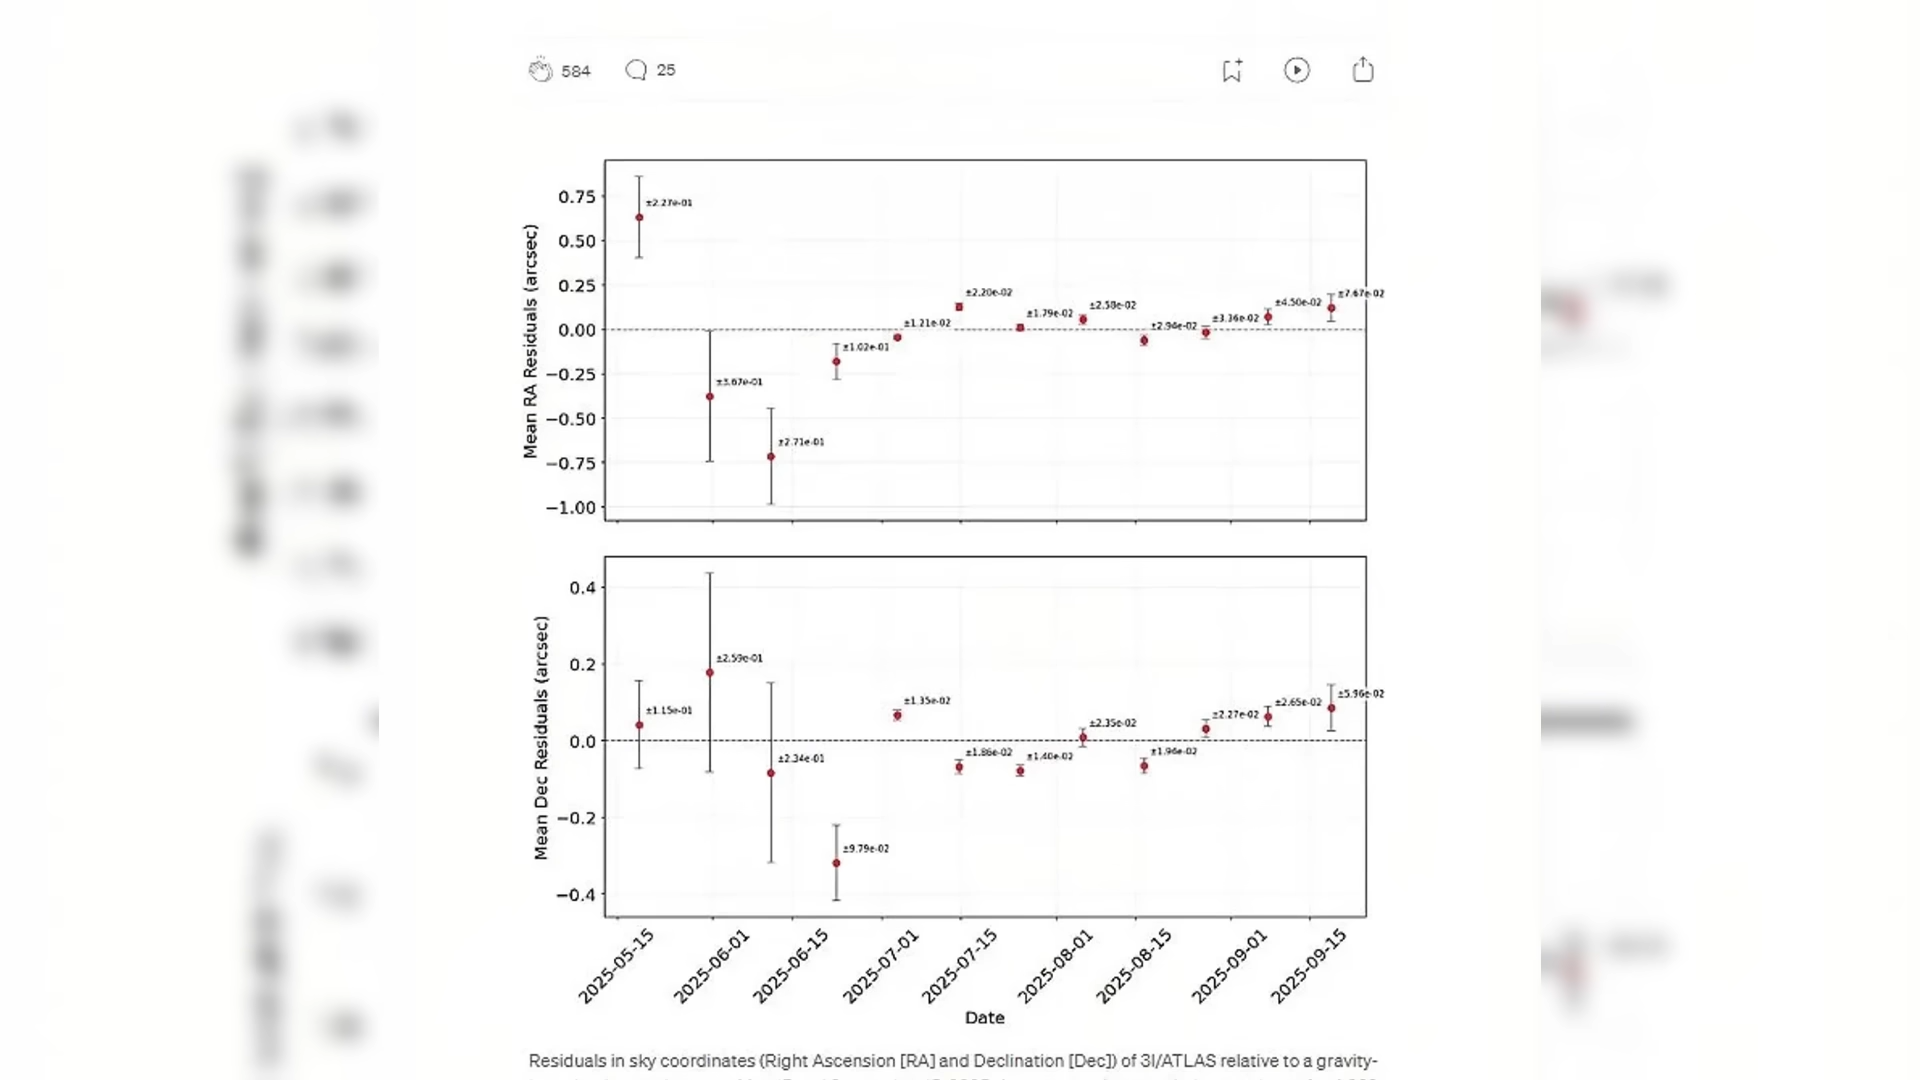 584 25
0.75
±2.27e-01
0.50
0.25
±2.20e-02 ±1.79e-02 ±2.58e-02 ±4.50e-02 ±7.67e-02
±1.21e-02 ±2.94e-02 ±3.36e-02
0.00
±1.02e-01
−0.25
±3.67e-01
−0.50
±2.71e-01
−0.75
−1.00
Mean RA Residuals (arcsec)
0.4
0.2
±2.59e-01
±1.15e-01 ±1.35e-02 ±2.35e-02 ±2.27e-02 ±2.65e-02 ±5.96e-02
0.0
±2.34e-01 ±1.86e-02 ±1.40e-02 ±1.96e-02
−0.2
±9.79e-02
−0.4
Mean Dec Residuals (arcsec)
2025-05-15 2025-06-01 2025-06-15 2025-07-01 2025-07-15 2025-08-01 2025-08-15 2025-09-01 2025-09-15
Date
Residuals in sky coordinates (Right Ascension [RA] and Declination [Dec]) of 3I/ATLAS relative to a gravity-